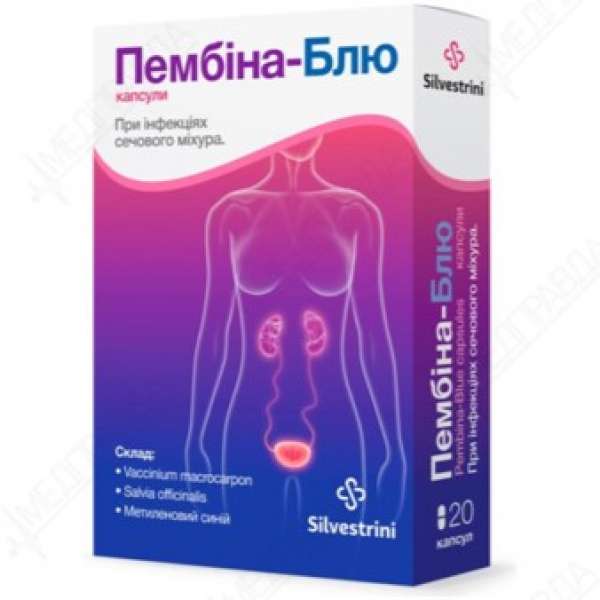 Пембіна-Блю
капсули
При інфекціях
сечового міхура.
Silvestrini
Склад:
• Vaccinium macrocarpon
• Salvia officinalis
• Метиленовий синій
Silvestrini
Пембіна-Блю
Pembina-Blue capsules капсули
При інфекціях сечового міхура.
20
капсул
МЕДПРАВДА